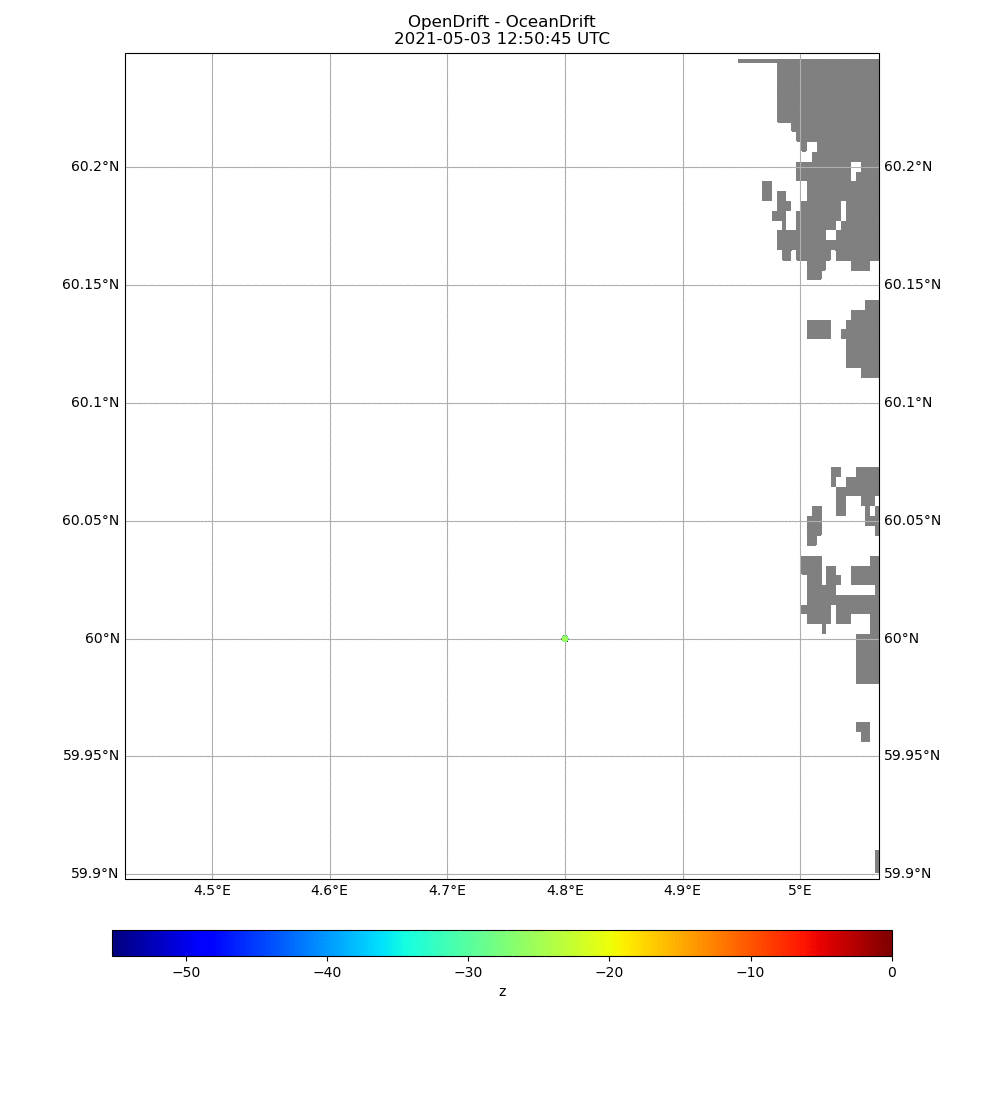 OpenDrift - OceanDrift
2021-05-03 12:50:45 UTC
60.2°N 60.2°N
60.15°N 60.15°N
60.1°N 60.1°N
60.05°N 60.05°N
60°N 60°N
59.95°N 59.95°N
59.9°N 59.9°N
4.5°E 4.6°E 4.7°E 4.8°E 4.9°E 5°E
−50 −40 −30 −20 −10 0
z